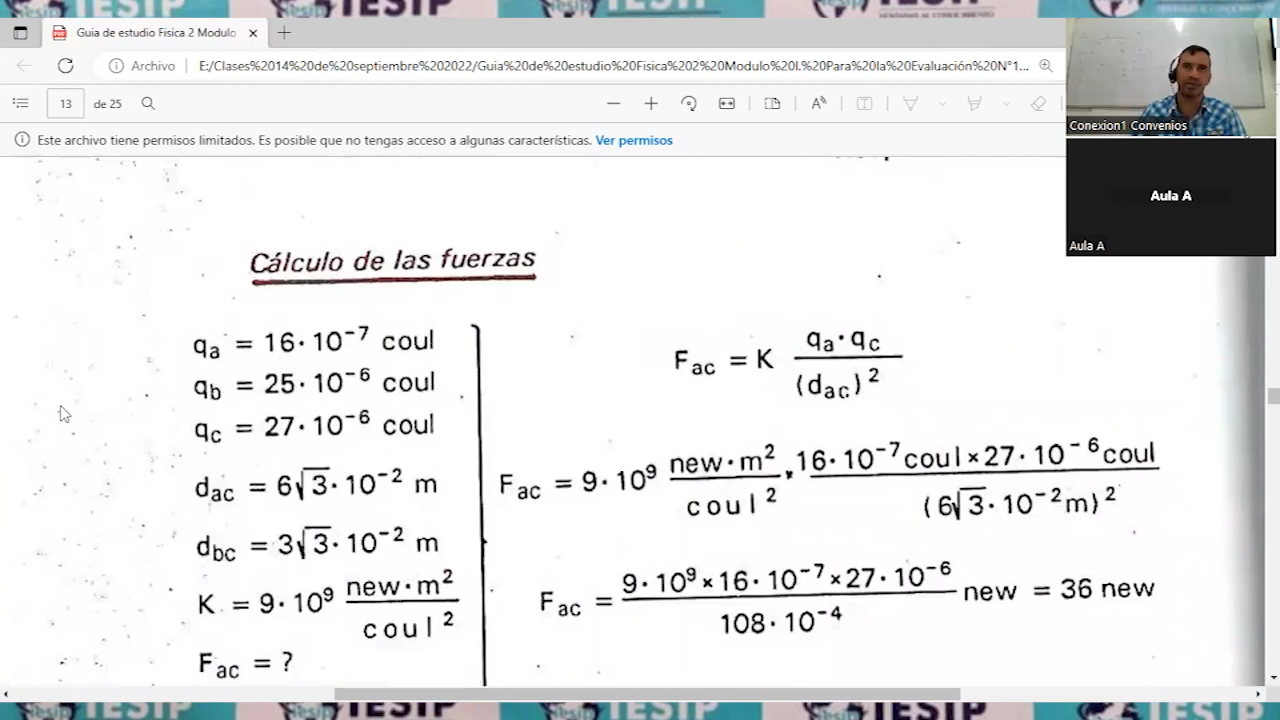 Guia de estudio Fisica 2 Modulo
Archivo
E:/Clases%2014%20de%20septiembre%202022/Guias%20de%20estudio%20Fisica%202%20Modulo%20I.%20Para%20la%20Evaluación%20N°1...
13 de 25
Este archivo tiene permisos limitados. Es posible que no tengas acceso a algunas características. Ver permisos
Conexion1 Convenios
Aula A
Aula A
Cálculo de las fuerzas
qa = 16·10⁻⁷ coul
qb = 25·10⁻⁶ coul
qc = 27·10⁻⁶ coul
dac = 6√3·10⁻² m
dbc = 3√3·10⁻² m
K = 9·10⁹ new·m² / coul²
Fac = ?
Fac = K qa·qc / (dac)²
Fac = 9·10⁹ new·m² / coul² · 16·10⁻⁷coul×27·10⁻⁶coul / (6√3·10⁻²m)²
Fac = 9·10⁹×16·10⁻⁷×27·10⁻⁶ / 108·10⁻⁴ new = 36 new